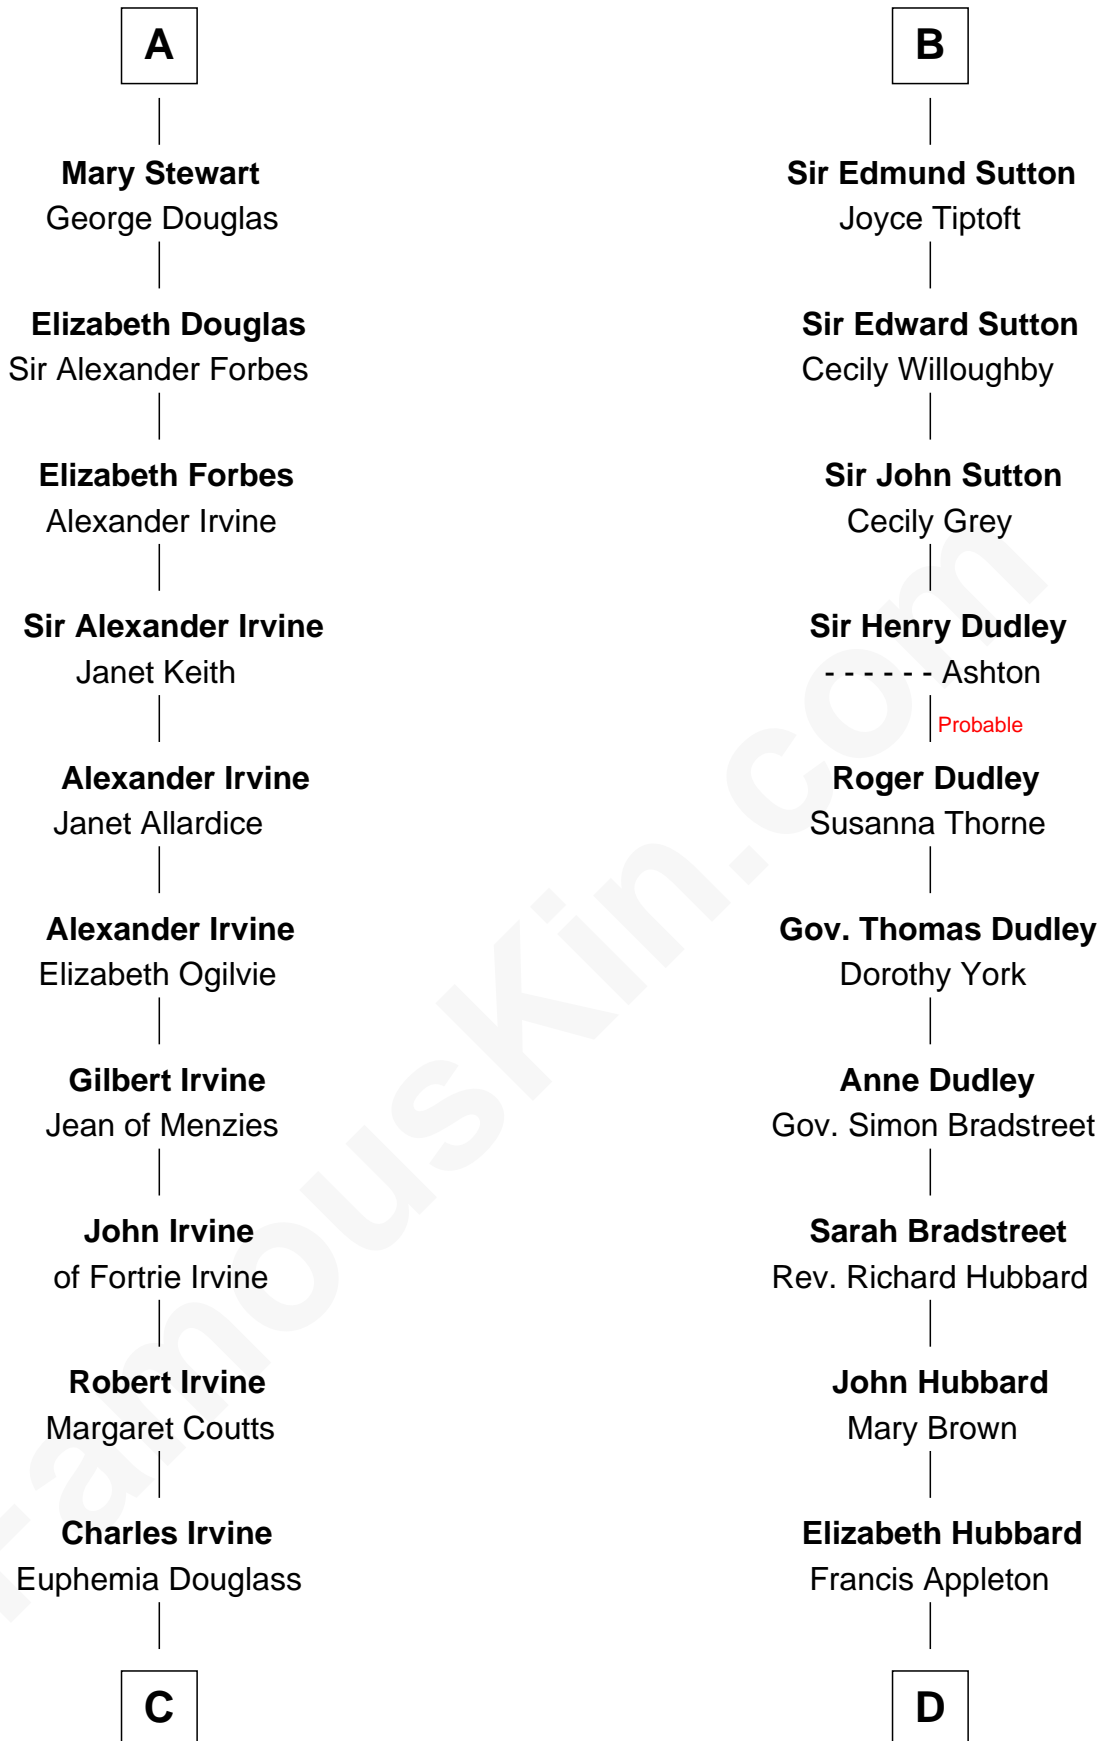 A
Mary Stewart
George Douglas
Elizabeth Douglas
Sir Alexander Forbes
Elizabeth Forbes
Alexander Irvine
Sir Alexander Irvine
Janet Keith
Alexander Irvine
Janet Allardice
Alexander Irvine
Elizabeth Ogilvie
Gilbert Irvine
Jean of Menzies
John Irvine
of Fortrie Irvine
Robert Irvine
Margaret Coutts
Charles Irvine
Euphemia Douglass
C
B
Sir Edmund Sutton
Joyce Tiptoft
Sir Edward Sutton
Cecily Willoughby
Sir John Sutton
Cecily Grey
Sir Henry Dudley
- - - - - - Ashton
Probable
Roger Dudley
Susanna Thorne
Gov. Thomas Dudley
Dorothy York
Anne Dudley
Gov. Simon Bradstreet
Sarah Bradstreet
Rev. Richard Hubbard
John Hubbard
Mary Brown
Elizabeth Hubbard
Francis Appleton
D
FamousKin.com